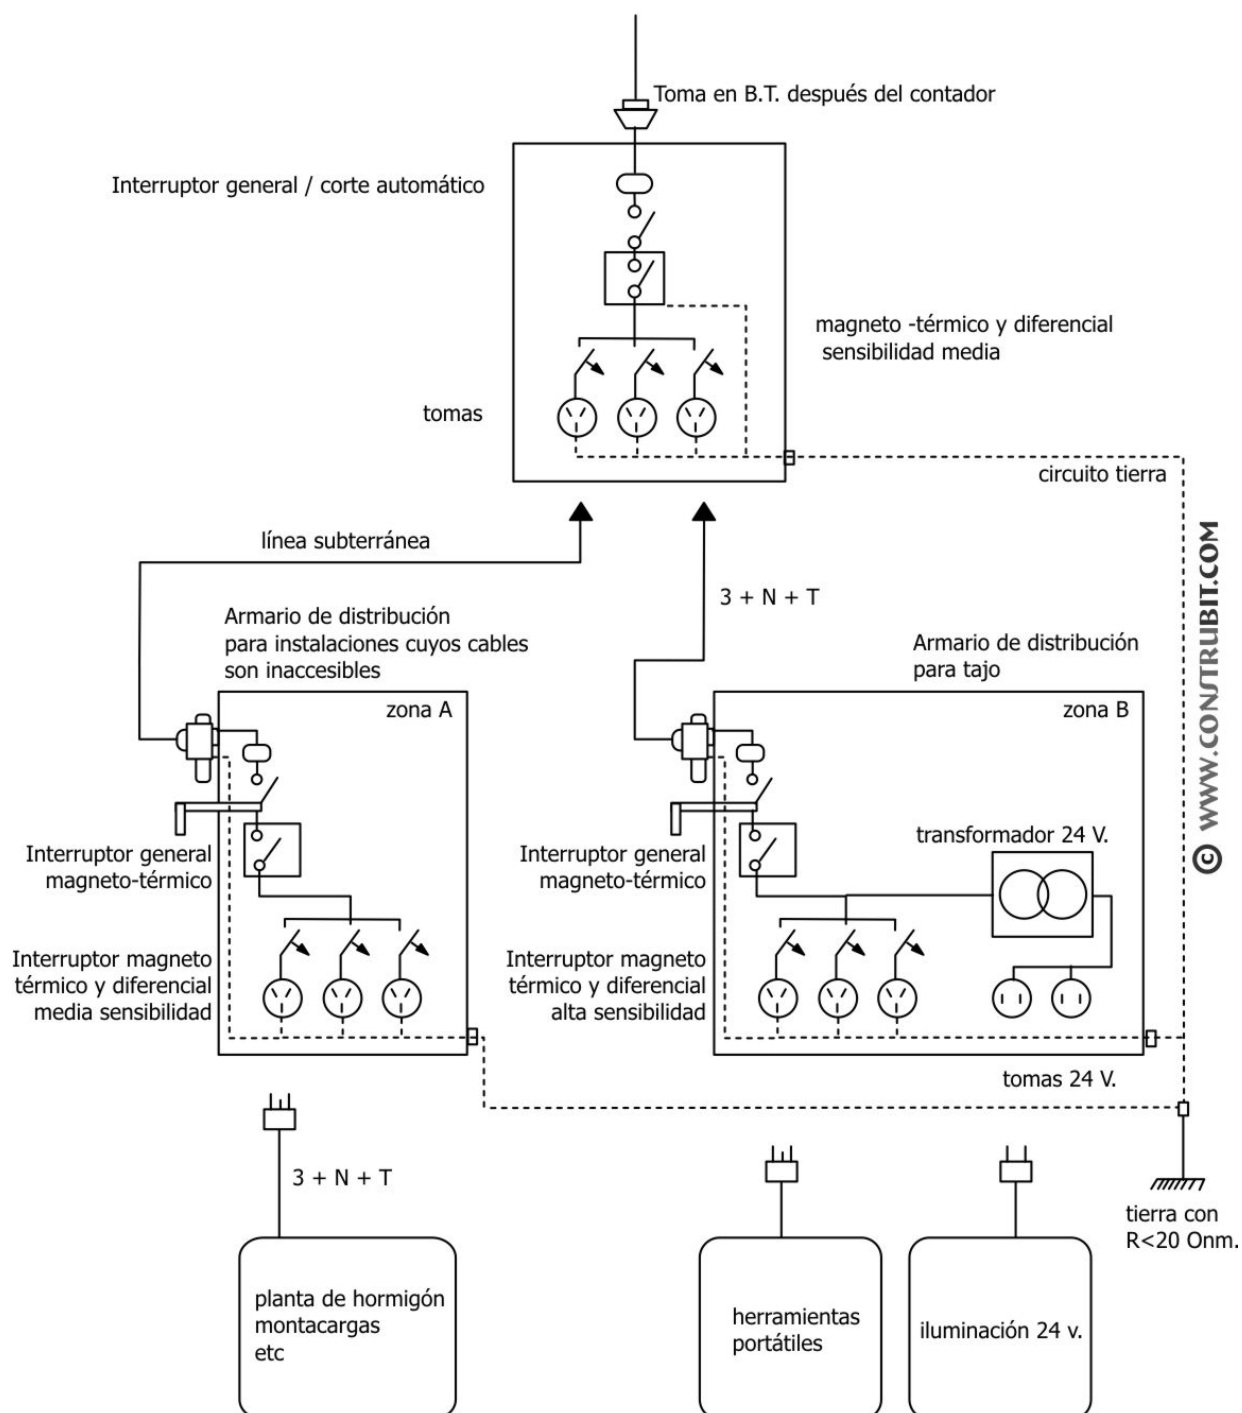 Toma en B.T. después del contador
Interruptor general / corte automático
magneto -térmico y diferencial
sensibilidad media
tomas
circuito tierra
línea subterránea
3 + N + T
Armario de distribución
para instalaciones cuyos cables
son inaccesibles
Armario de distribución
para tajo
zona A
zona B
© WWW.CONSTRUBIT.COM
transformador 24 V.
Interruptor general
magneto-térmico
Interruptor general
magneto-térmico
Interruptor magneto
térmico y diferencial
media sensibilidad
Interruptor magneto
térmico y diferencial
alta sensibilidad
tomas 24 V.
3 + N + T
tierra con
R<20 Onm.
planta de hormigón
montacargas
etc
herramientas
portátiles
iluminación 24 v.